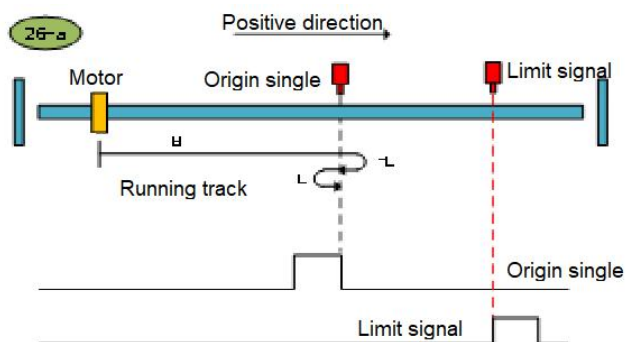 26-a
Positive direction
Motor
Origin single
Limit signal
H
-L
L
Running track
Origin single
Limit signal